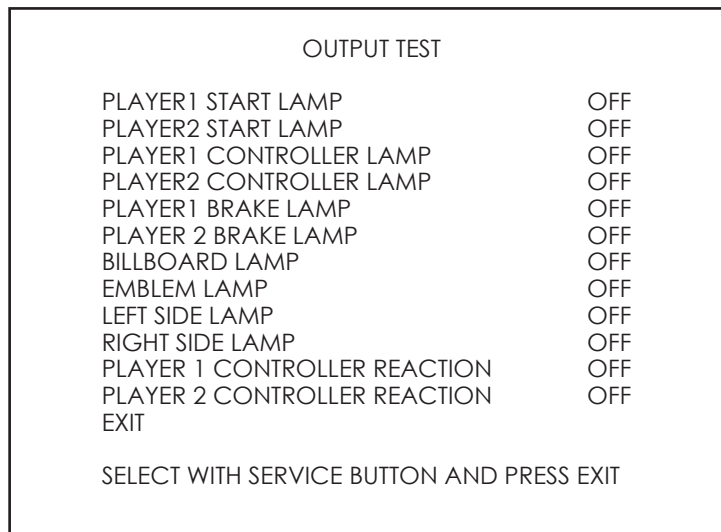 OUTPUT TEST
PLAYER1 START LAMP OFF
PLAYER2 START LAMP OFF
PLAYER1 CONTROLLER LAMP OFF
PLAYER2 CONTROLLER LAMP OFF
PLAYER1 BRAKE LAMP OFF
PLAYER 2 BRAKE LAMP OFF
BILLBOARD LAMP OFF
EMBLEM LAMP OFF
LEFT SIDE LAMP OFF
RIGHT SIDE LAMP OFF
PLAYER 1 CONTROLLER REACTION OFF
PLAYER 2 CONTROLLER REACTION OFF
EXIT
SELECT WITH SERVICE BUTTON AND PRESS EXIT